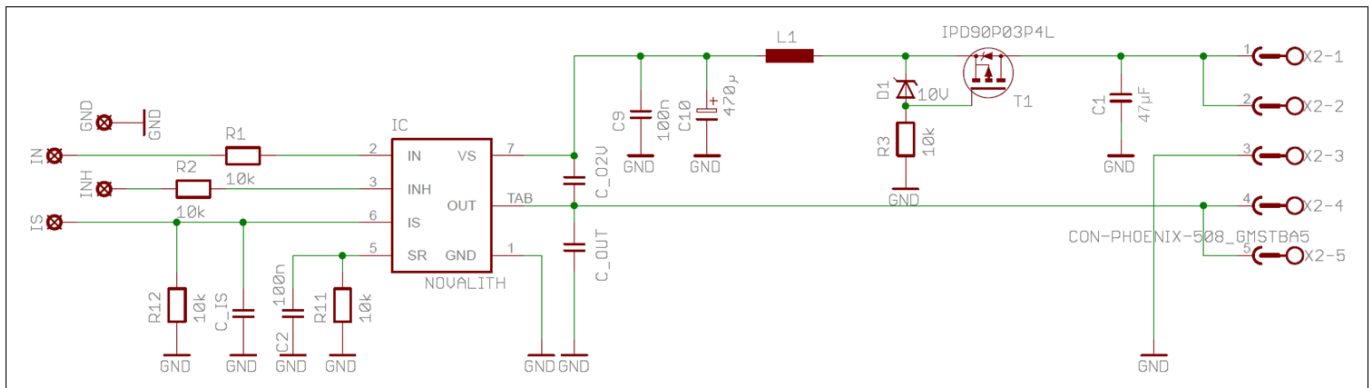 IPD90P03P4L
L1
1
X2-1
D1
10V
T1
C1
47µF
GND
GND
C9
100n
C10
470µ
+
2
X2-2
R3
10k
IC
R1
IN
2
IN
VS
7
GND
GND
GND
3
X2-3
R2
10k
INH
10k
3
INH
C_O2V
GND
OUT
TAB
4
X2-4
IS
6
IS
CON-PHOENIX-508_GMSTBA5
5
SR
GND
1
C_OUT
5
X2-5
NOVALITH
R12
10k
C_IS
100n
C2
R11
10k
GND
GND
GND
GND
GND
GND
GND